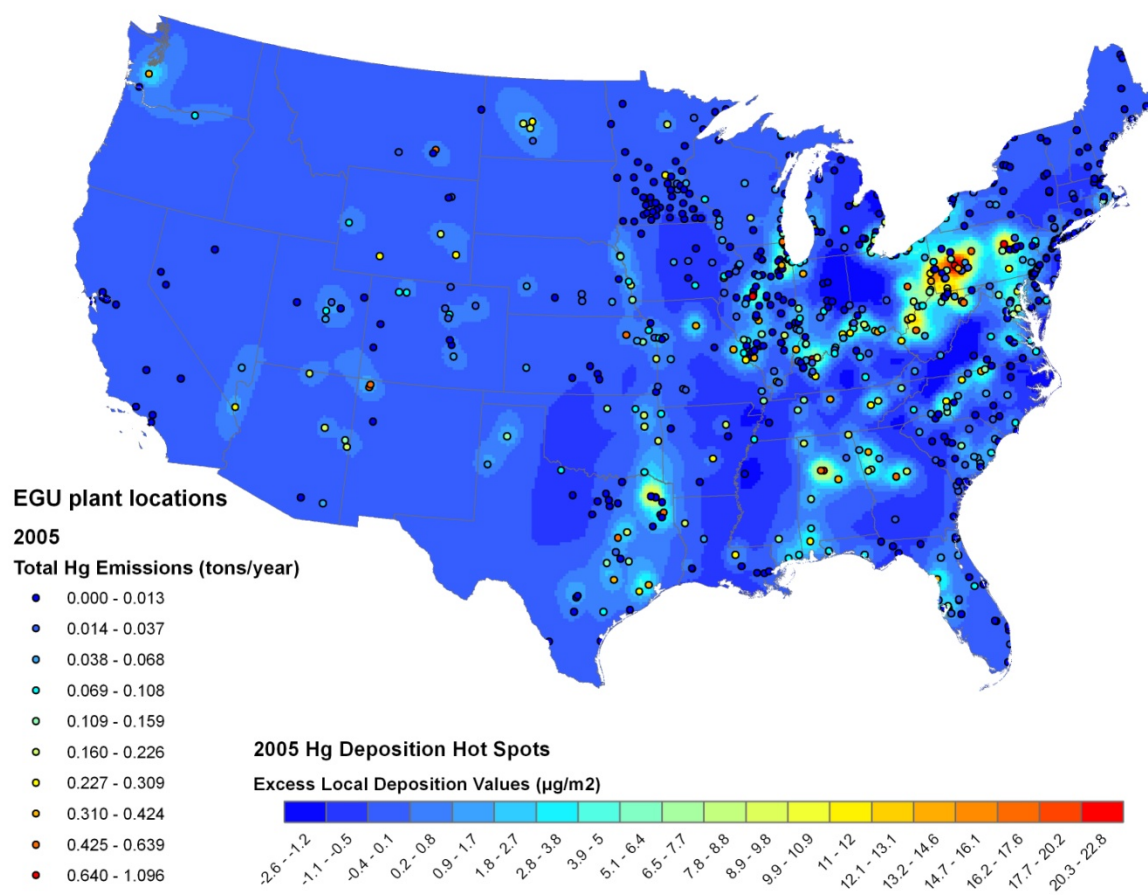 EGU plant locations
2005
Total Hg Emissions (tons/year)
0.000 - 0.013
0.014 - 0.037
0.038 - 0.068
0.069 - 0.108
0.109 - 0.159
0.160 - 0.226
0.227 - 0.309
0.310 - 0.424
0.425 - 0.639
0.640 - 1.096
2005 Hg Deposition Hot Spots
Excess Local Deposition Values (µg/m2)
-2.6 - -1.2
-1.1 - -0.5
-0.4 - 0.1
0.2 - 0.8
0.9 - 1.7
1.8 - 2.7
2.8 - 3.8
3.9 - 5
5.1 - 6.4
6.5 - 7.7
7.8 - 8.8
8.9 - 9.8
9.9 - 10.9
11 - 12
12.1 - 13.1
13.2 - 14.6
14.7 - 16.1
16.2 - 17.6
17.7 - 20.2
20.3 - 22.8